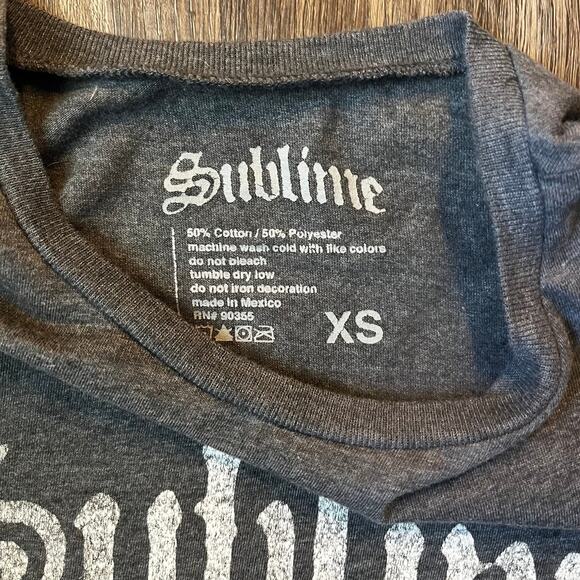 Sublime
50% Cotton / 50% Polyester
machine wash cold with like colors
do not bleach
tumble dry low
do not iron decoration
made in Mexico
RN# 90355
XS
Sublime